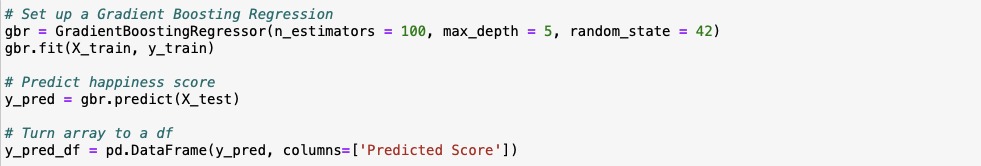 # Set up a Gradient Boosting Regression
gbr = GradientBoostingRegressor(n_estimators = 100, max_depth = 5, random_state = 42)
gbr.fit(X_train, y_train)
# Predict happiness score
y_pred = gbr.predict(X_test)
# Turn array to a df
y_pred_df = pd.DataFrame(y_pred, columns=['Predicted Score'])